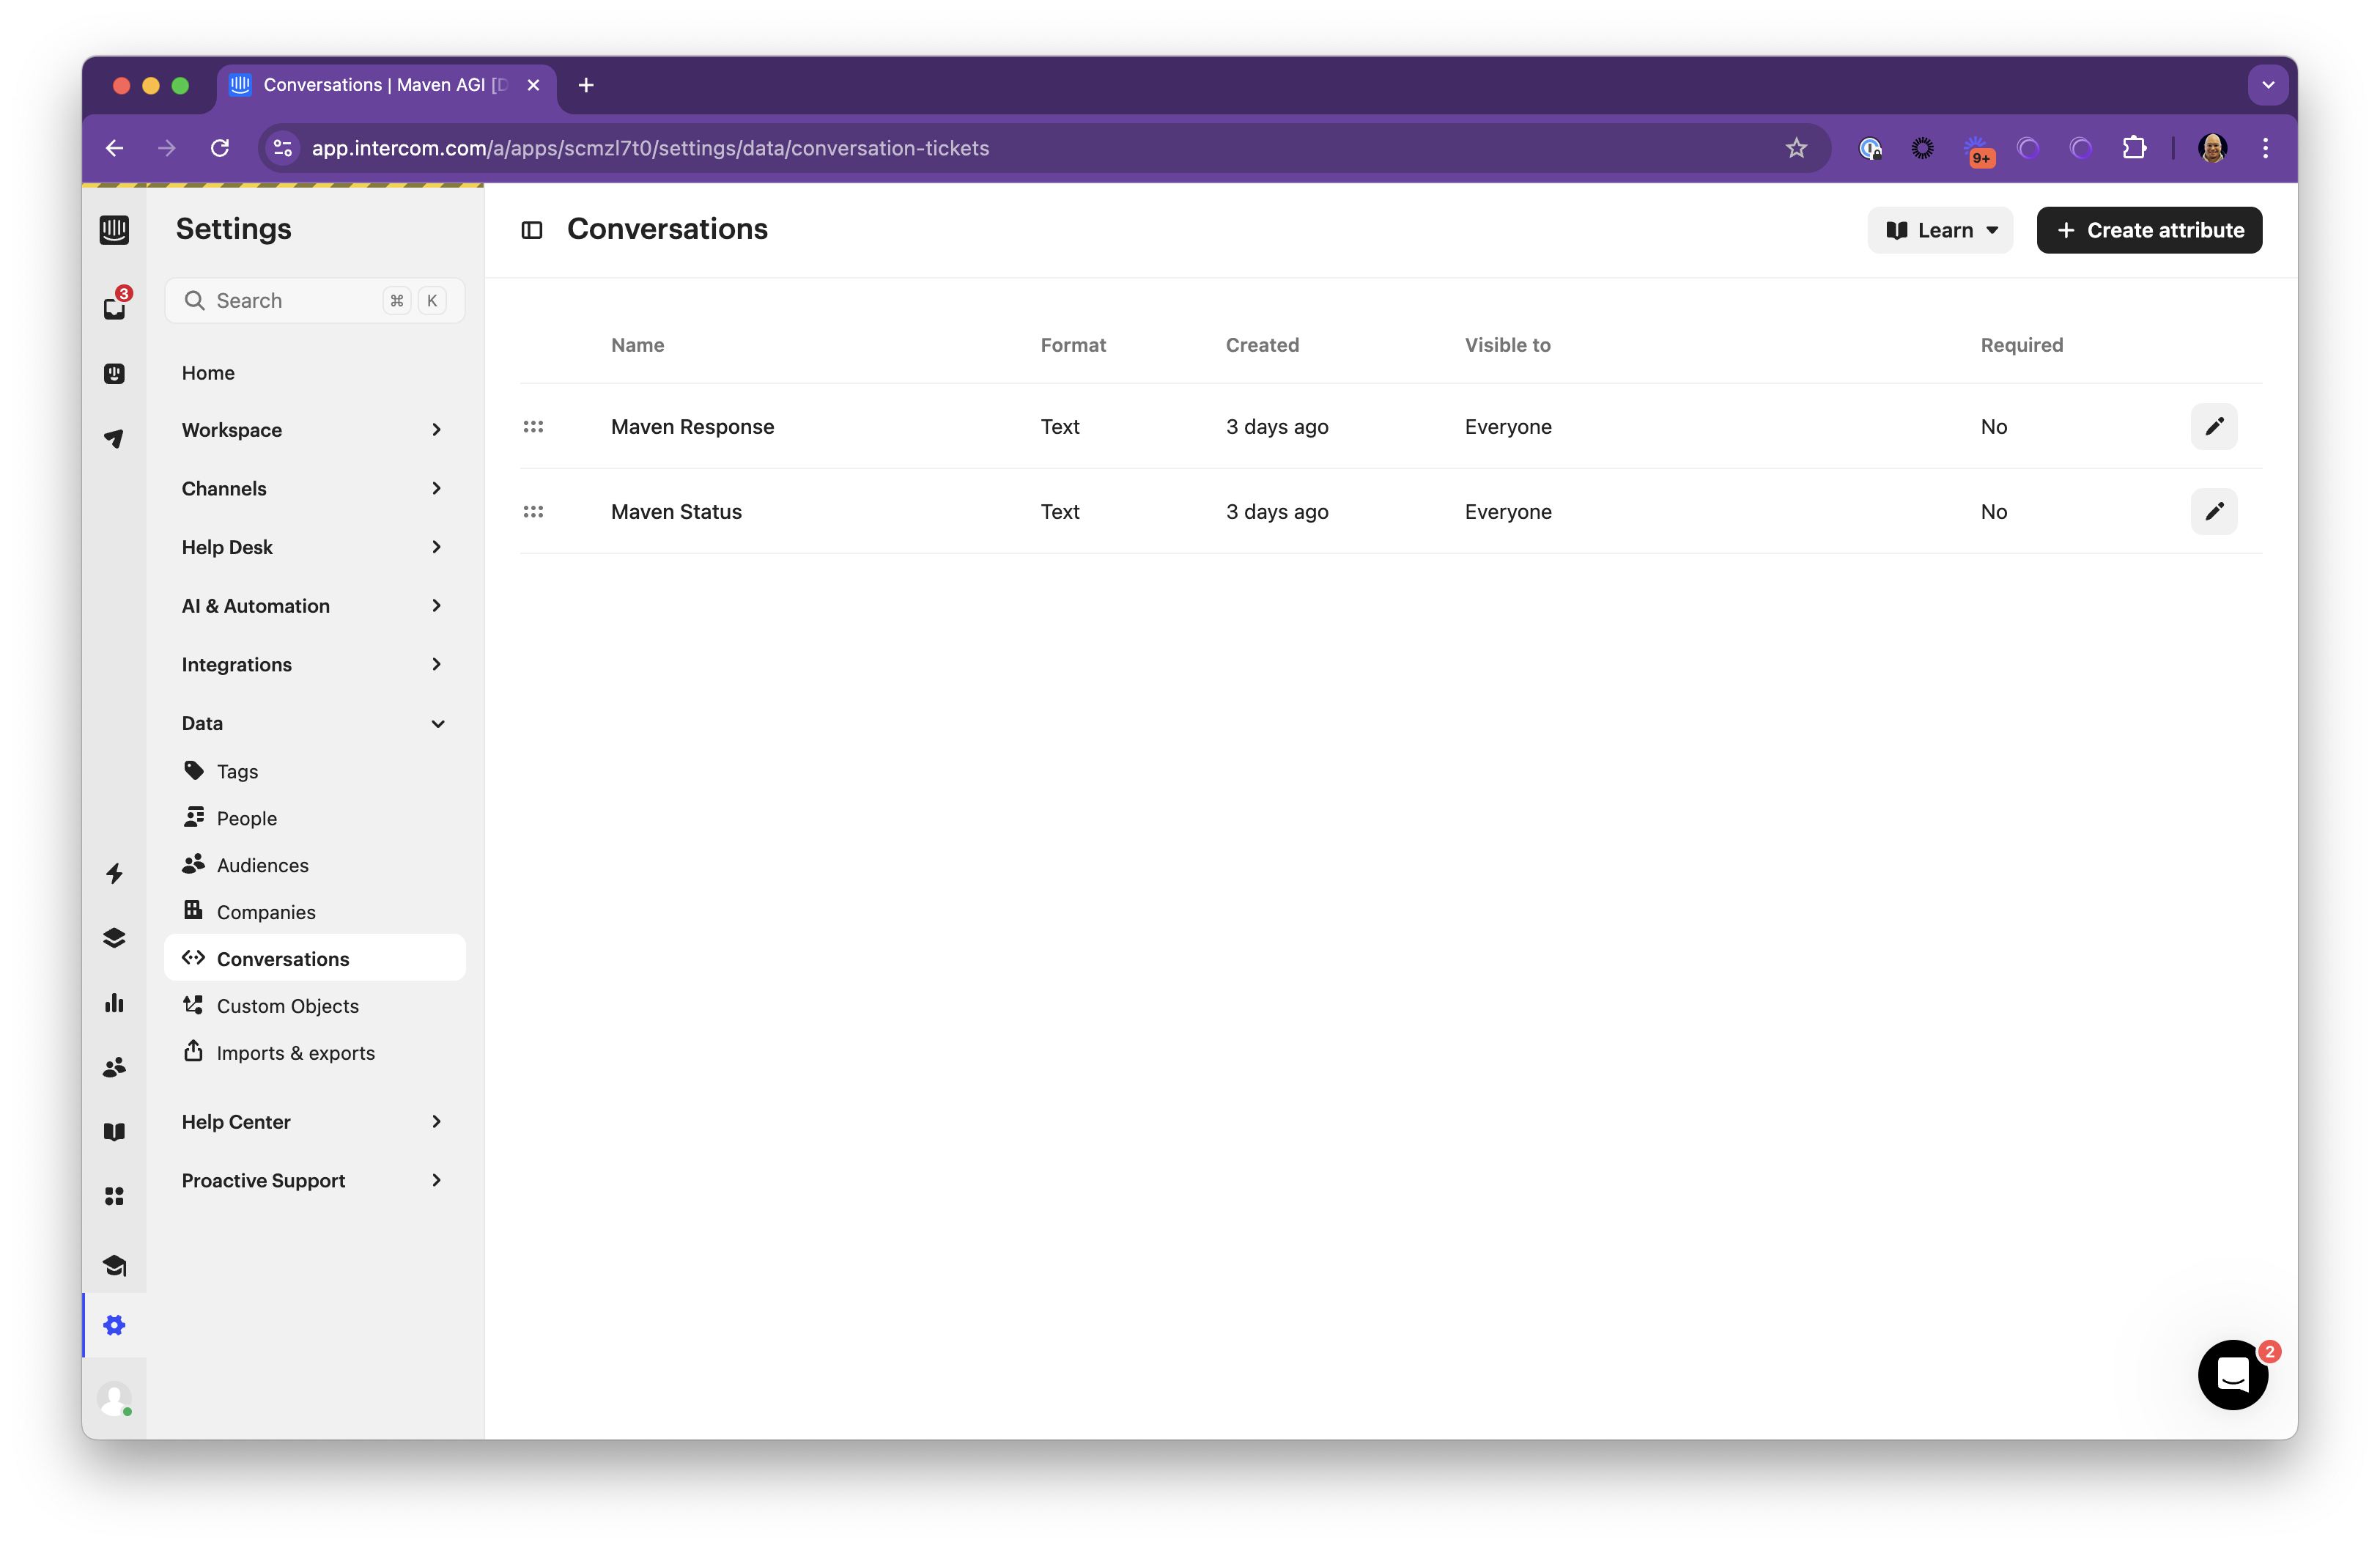 Conversations | Maven AGI [D
app.intercom.com/a/apps/scmzl7t0/settings/data/conversation-tickets
9+
Settings
Conversations
Learn
+ Create attribute
3
Search
⌘ K
Home
Workspace
Channels
Help Desk
AI & Automation
Integrations
Data
Tags
People
Audiences
Companies
Conversations
Custom Objects
Imports & exports
Help Center
Proactive Support
Name Format Created Visible to Required
Maven Response Text 3 days ago Everyone No
Maven Status Text 3 days ago Everyone No
2